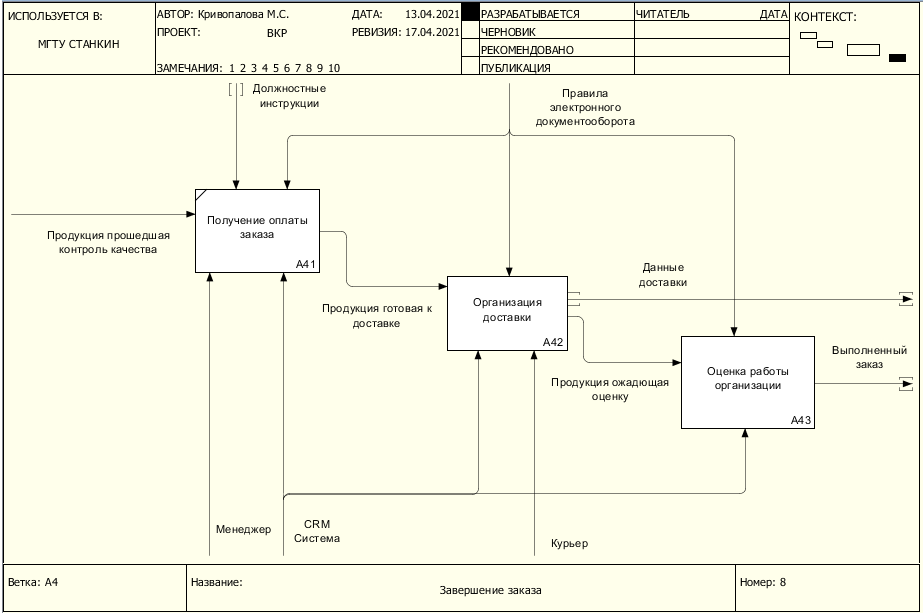 ИСПОЛЬЗУЕТСЯ В:
МГТУ СТАНКИН
АВТОР: Кривопалова М.С.
ДАТА: 13.04.2021
ПРОЕКТ: ВКР
РЕВИЗИЯ: 17.04.2021
ЗАМЕЧАНИЯ: 1 2 3 4 5 6 7 8 9 10
РАЗРАБАТЫВАЕТСЯ
ЧЕРНОВИК
РЕКОМЕНДОВАНО
ПУБЛИКАЦИЯ
ЧИТАТЕЛЬ
ДАТА
КОНТЕКСТ:
Должностные
инструкции
Правила
электронного
документооборота
Продукция прошедшая
контроль качества
Получение оплаты
заказа
A41
Продукция готовая к
доставке
Организация
доставки
A42
Данные
доставки
Продукция ожадющая
оценку
Оценка работы
организации
A43
Выполненный
заказ
Менеджер
CRM
Система
Курьер
Ветка: A4
Название:
Завершение заказа
Номер: 8